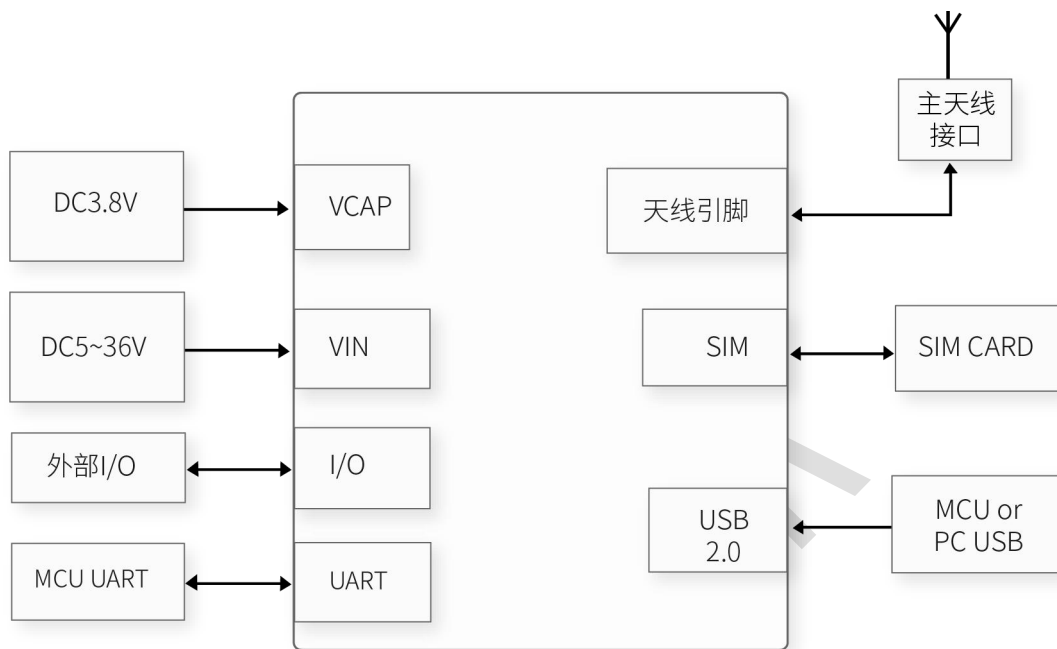 主天线
接口
DC3.8V
VCAP
天线引脚
DC5~36V
VIN
SIM
SIM CARD
外部I/O
I/O
USB
2.0
MCU or
PC USB
MCU UART
UART